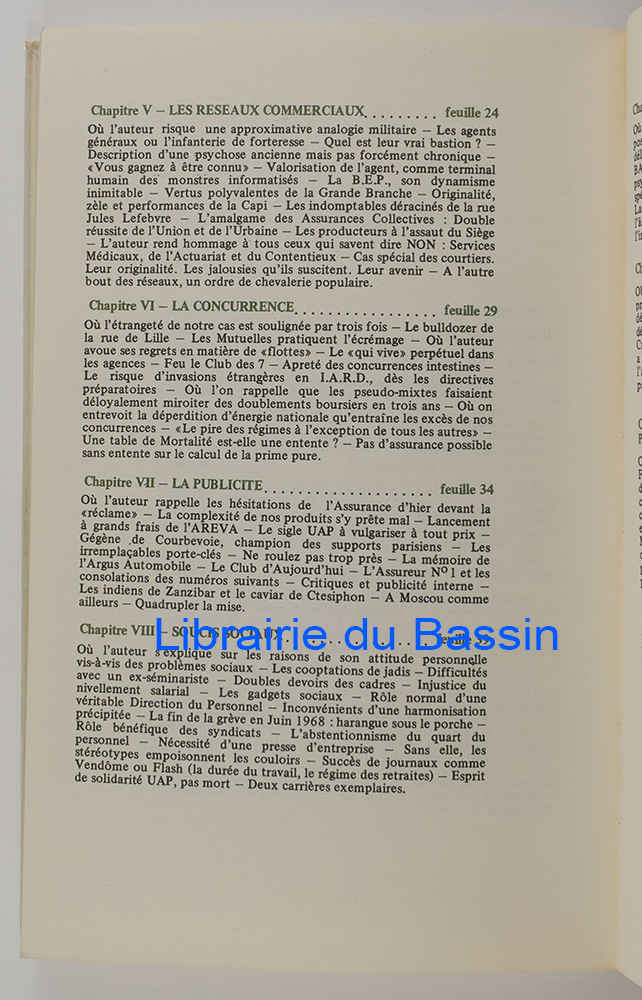 Chapitre V – LES RESEAUX COMMERCIAUX. . . . . . . . . feuille 24
Où l'auteur risque une approximative analogie militaire – Les agents
généraux ou l'infanterie de forteresse – Quel est leur vrai bastion ? –
Description d'une psychose ancienne mais pas forcément chronique –
«Vous gagnez à être connu» – Valorisation de l'agent, comme terminal
humain des monstres informatisés – La B.E.P., son dynamisme
inimitable – Vertus polyvalentes de la Grande Branche – Originalité,
zèle et performances de la Capi – Les indomptables déracinés de la rue
Jules Lefebvre – L'amalgame des Assurances Collectives : Double
réussite de l'Union et de l'Urbaine – Les producteurs à l'assaut du Siège
– L'auteur rend hommage à tous ceux qui savent dire NON : Services
Médicaux, de l'Actuariat et du Contentieux – Cas spécial des courtiers.
Leur originalité. Les jalousies qu'ils suscitent. Leur avenir – A l'autre
bout des réseaux, un ordre de chevalerie populaire.
Chapitre VI – LA CONCURRENCE. . . . . . . . . . . . . . . . . feuille 29
Où l'étrangeté de notre cas est soulignée par trois fois – Le bulldozer de
la rue de Lille – Les Mutuelles pratiquent l'écrémage – Où l'auteur
avoue ses regrets en matière de «flottes» – Le «qui vive» perpétuel dans
les agences – Feu le Club des 7 – Apreté des concurrences intestines –
Le risque d'invasions étrangères en I.A.R.D., dès les directives
préparatoires – Où l'on rappelle que les pseudo-mixtes faisaient
déloyalement miroiter des doublements boursiers en trois ans – Où on
entrevoit la déperdition d'énergie nationale qu'entraîne les excés de nos
concurrences – «Le pire des régimes à l'exception de tous les autres» –
Une table de Mortalité est-elle une entente ? – Pas d'assurance possible
sans entente sur le calcul de la prime pure.
Chapitre VII – LA PUBLICITE. . . . . . . . . . . . . . . . . . . . feuille 34
Où l'auteur rappelle les hésitations de l'Assurance d'hier devant la
«réclame» – La complexité de nos produits s'y prête mal – Lancement
à grands frais de l'AREVA – Le sigle UAP à vulgariser à tout prix –
Gégène de Courbevoie, champion des supports parisiens – Les
irremplaçables porte-clés – Ne roulez pas trop près – La mémoire de
l'Argus Automobile – Le Club d'Aujourd'hui – L'Assureur N° 1 et les
consolations des numéros suivants – Critiques et publicité interne –
Les indiens de Zanzibar et le caviar de Ctesiphon – A Moscou comme
ailleurs – Quadrupler la mise.
Chapitre VIII – SOUCIS SOCIAUX. . . . . . . . . . . . . . . . . feuille
Librairie du Bassin
Où l'auteur s'explique sur les raisons de son attitude personnelle
vis-à-vis des problèmes sociaux – Les cooptations de jadis – Difficultés
avec un ex-séminariste – Doubles devoirs des cadres – Injustice du
nivellement salarial – Les gadgets sociaux – Rôle normal d'une
véritable Direction du Personnel – Inconvénients d'une harmonisation
précipitée – La fin de la grève en Juin 1968 : harangue sous le porche –
Rôle bénéfique des syndicats – L'abstentionnisme du quart du
personnel – Nécessité d'une presse d'entreprise – Sans elle, les
stéréotypes empoisonnent les couloirs – Succès de journaux comme
Vendôme ou Flash (la durée du travail, le régime des retraites) – Esprit
de solidarité UAP, pas mort – Deux carrières exemplaires.